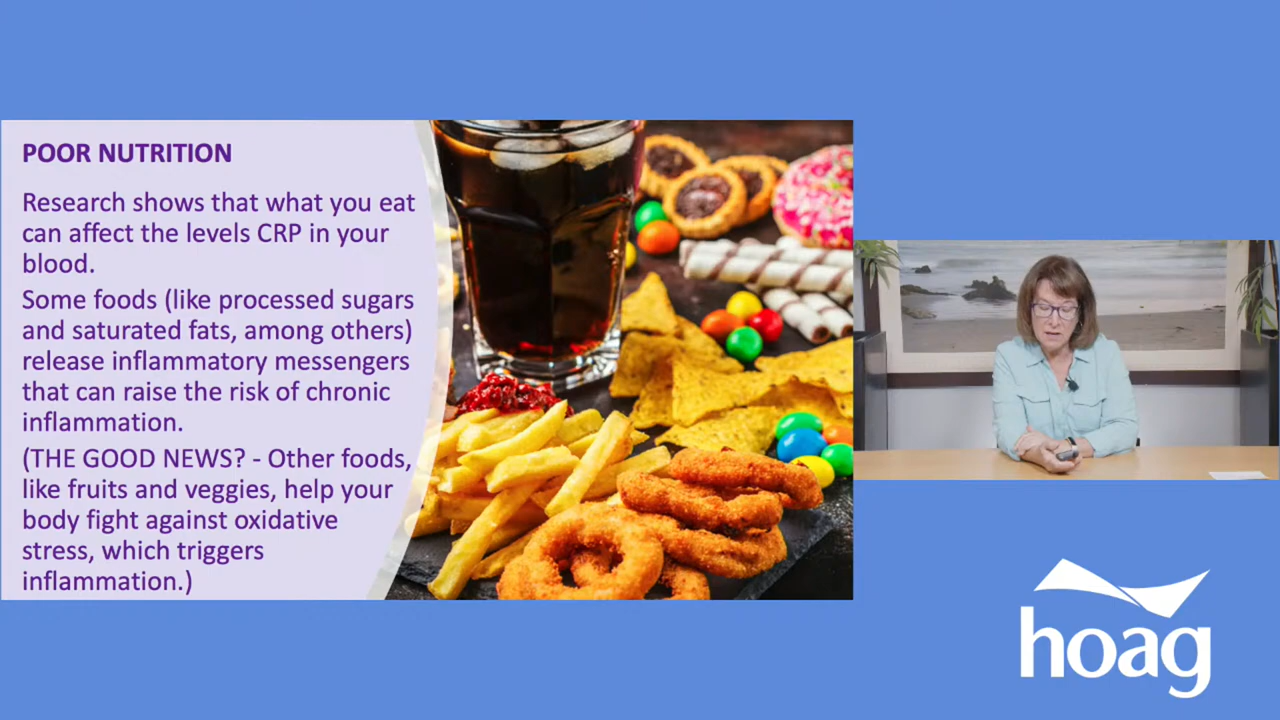 POOR NUTRITION
Research shows that what you eat
can affect the levels CRP in your
blood.
Some foods (like processed sugars
and saturated fats, among others)
release inflammatory messengers
that can raise the risk of chronic
inflammation.
(THE GOOD NEWS? - Other foods,
like fruits and veggies, help your
body fight against oxidative
stress, which triggers
inflammation.)
hoag